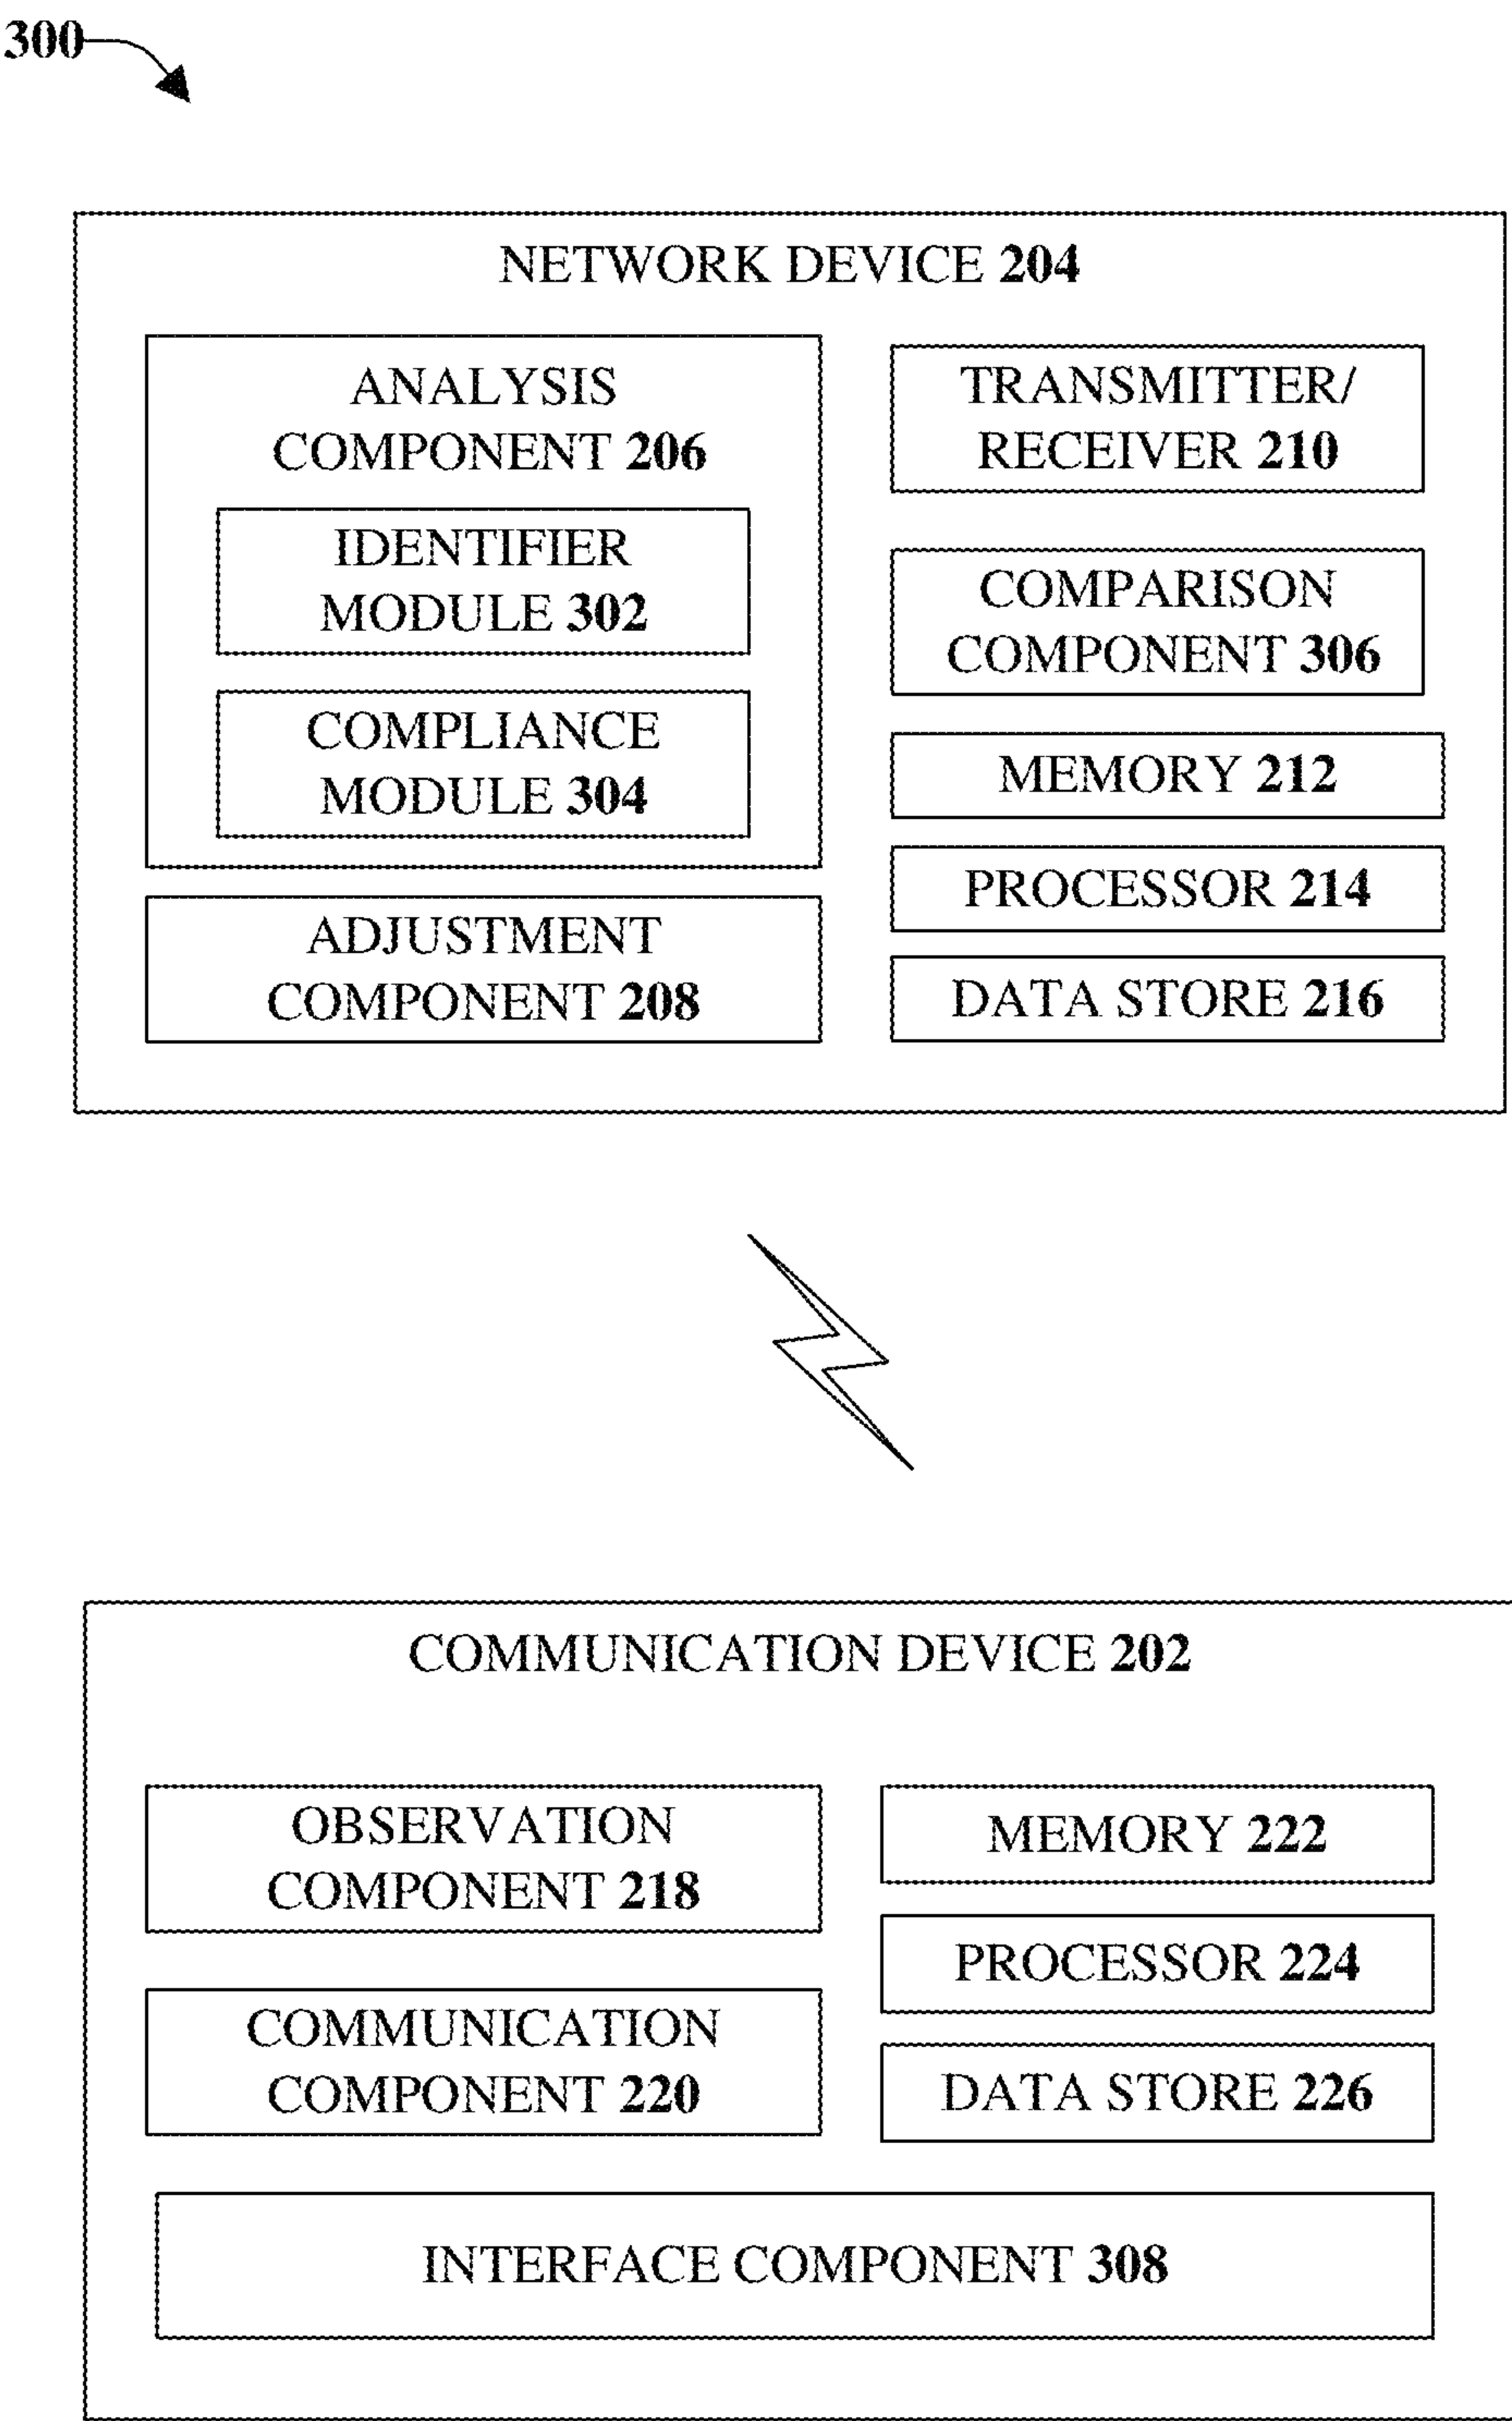 300
NETWORK DEVICE 204
ANALYSIS
COMPONENT 206
IDENTIFIER
MODULE 302
COMPLIANCE
MODULE 304
ADJUSTMENT
COMPONENT 208
TRANSMITTER/
RECEIVER 210
COMPARISON
COMPONENT 306
MEMORY 212
PROCESSOR 214
DATA STORE 216
COMMUNICATION DEVICE 202
OBSERVATION
COMPONENT 218
COMMUNICATION
COMPONENT 220
MEMORY 222
PROCESSOR 224
DATA STORE 226
INTERFACE COMPONENT 308